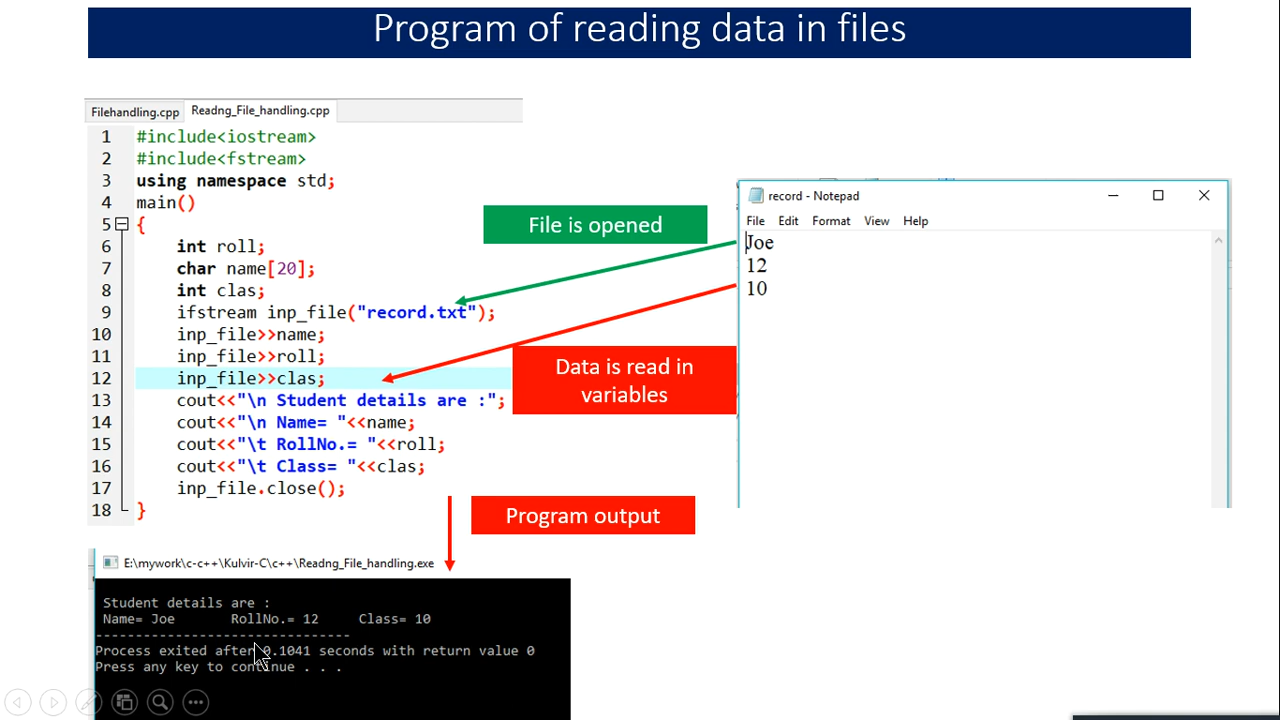 Program of reading data in files
Filehandling.cpp Readng_File_handling.cpp
1 #include<iostream>
2 #include<fstream>
3 using namespace std;
4 main()
5 {
6 int roll;
7 char name[20];
8 int clas;
9 ifstream inp_file("record.txt");
10 inp_file>>name;
11 inp_file>>roll;
12 inp_file>>clas;
13 cout<<"\n Student details are :";
14 cout<<"\n Name= "<<name;
15 cout<<"\t RollNo.= "<<roll;
16 cout<<"\t Class= "<<clas;
17 inp_file.close();
18 }
File is opened
Data is read in
variables
record - Notepad
File Edit Format View Help
Joe
12
10
Program output
E:\mywork\c-c++\Kulvir-C\c++\Readng_File_handling.exe
Student details are :
Name= Joe RollNo.= 12 Class= 10
--------------------------------
Process exited after 0.1041 seconds with return value 0
Press any key to continue . . .